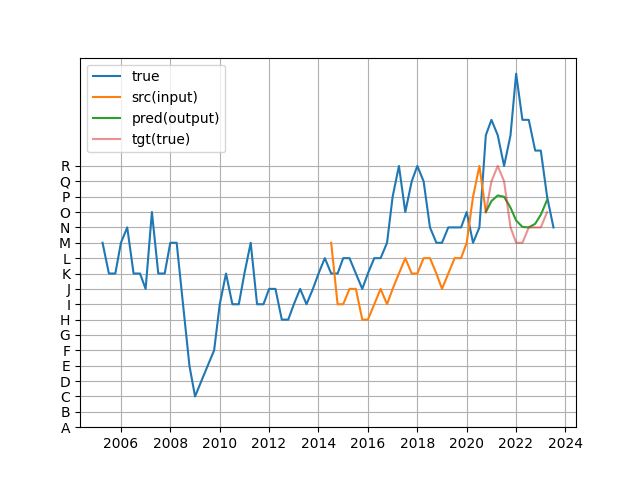 true
src(input)
pred(output)
tgt(true)
R
Q
P
O
N
M
L
K
J
I
H
G
F
E
D
C
B
A
2006 2008 2010 2012 2014 2016 2018 2020 2022 2024